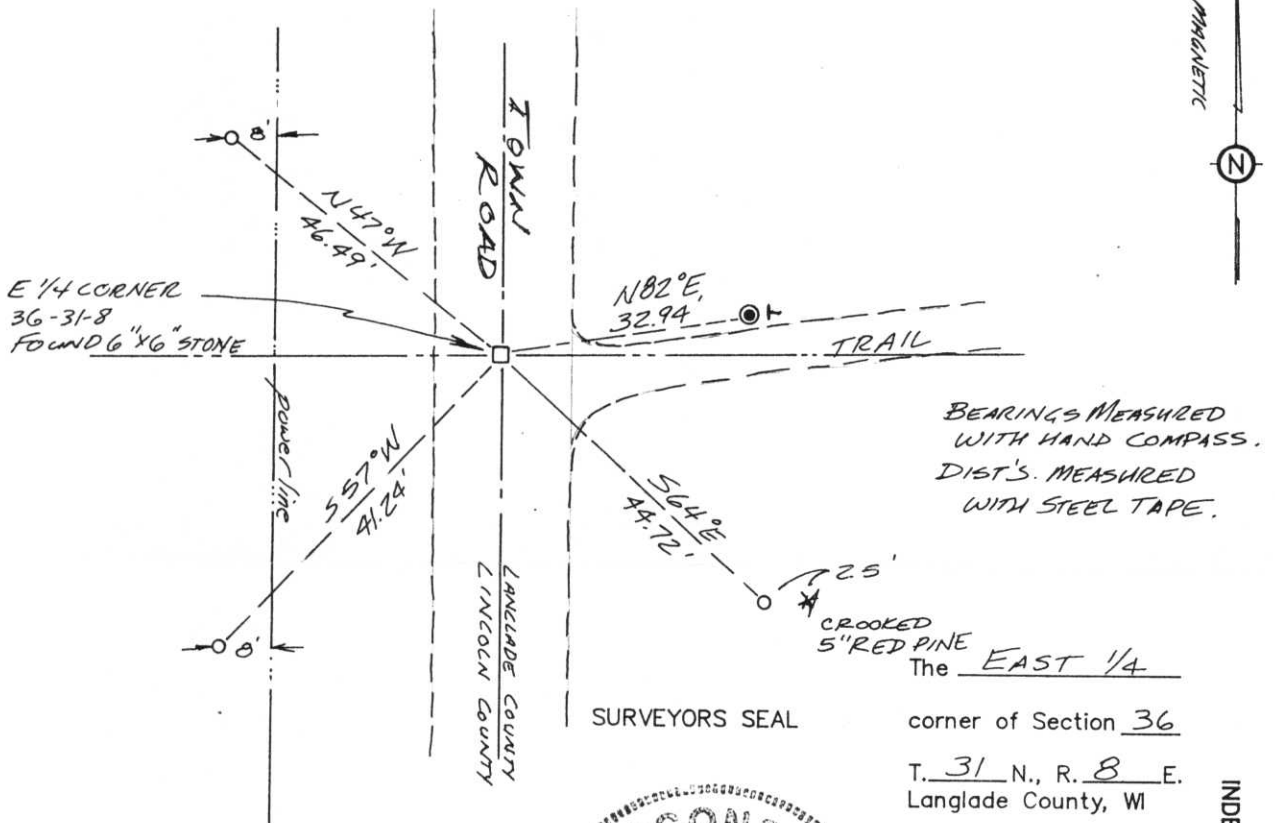 MAGNETIC
N
8'
TOWN
ROAD
N47°W
46.49'
E 1/4 CORNER
36-31-8
FOUND 6"X6" STONE
N82°E,
32.94
TRAIL
power line
BEARINGS MEASURED
WITH HAND COMPASS.
DIST'S. MEASURED
WITH STEEL TAPE.
S57°W
41.24'
S64°E
44.72'
2.5'
CROOKED
5" RED PINE
8'
LANGLADE COUNTY
LINCOLN COUNTY
The EAST 1/4
SURVEYORS SEAL
corner of Section 36
T. 31 N., R. 8 E.
Langlade County, WI